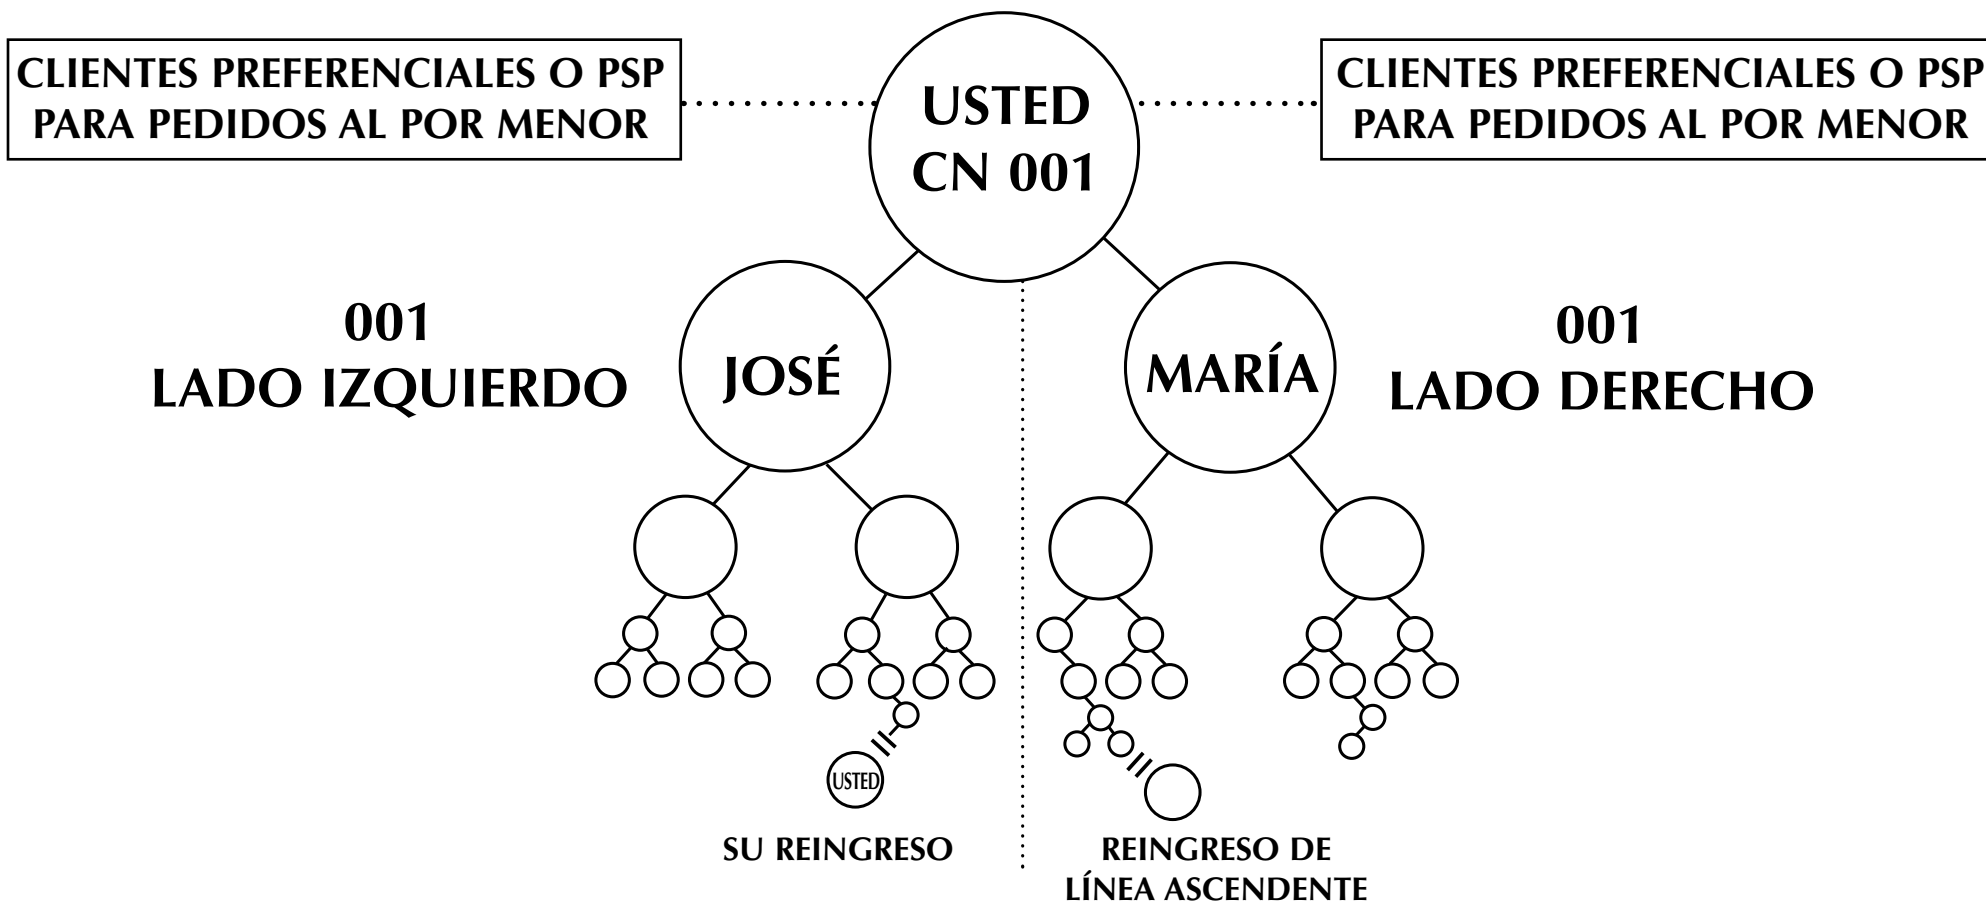 CLIENTES PREFERENCIALES O PSP
PARA PEDIDOS AL POR MENOR
USTED
CN 001
CLIENTES PREFERENCIALES O PSP
PARA PEDIDOS AL POR MENOR
001
LADO IZQUIERDO
JOSÉ
MARÍA
001
LADO DERECHO
USTED
SU REINGRESO
REINGRESO DE
LÍNEA ASCENDENTE